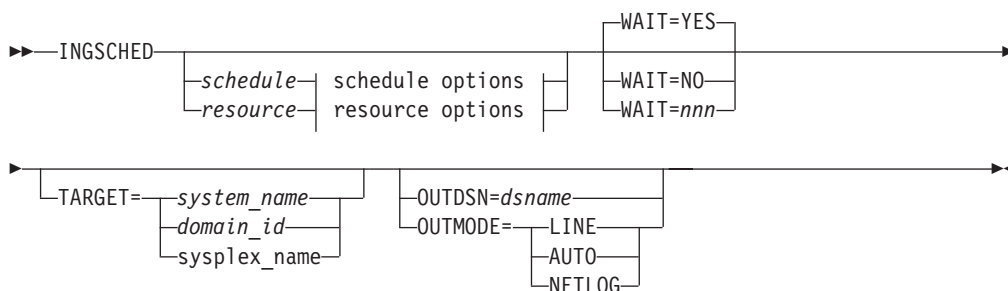 WAIT=YES
INGSCHED
schedule schedule options WAIT=NO
resource resource options WAIT=nnn
TARGET= system_name OUTDSN=dsname
domain_id OUTMODE= LINE
sysplex_name AUTO
NETLOG